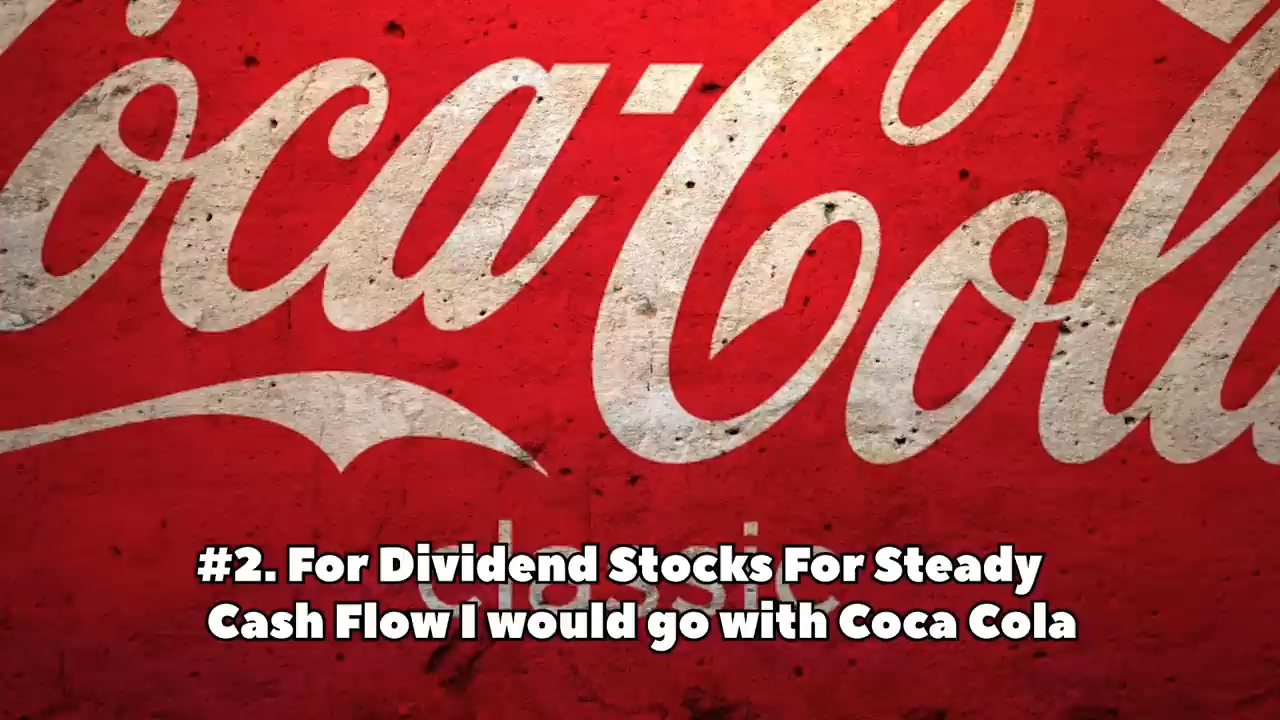 Coca-Cola
classic
#2. For Dividend Stocks For Steady
Cash Flow I would go with Coca Cola